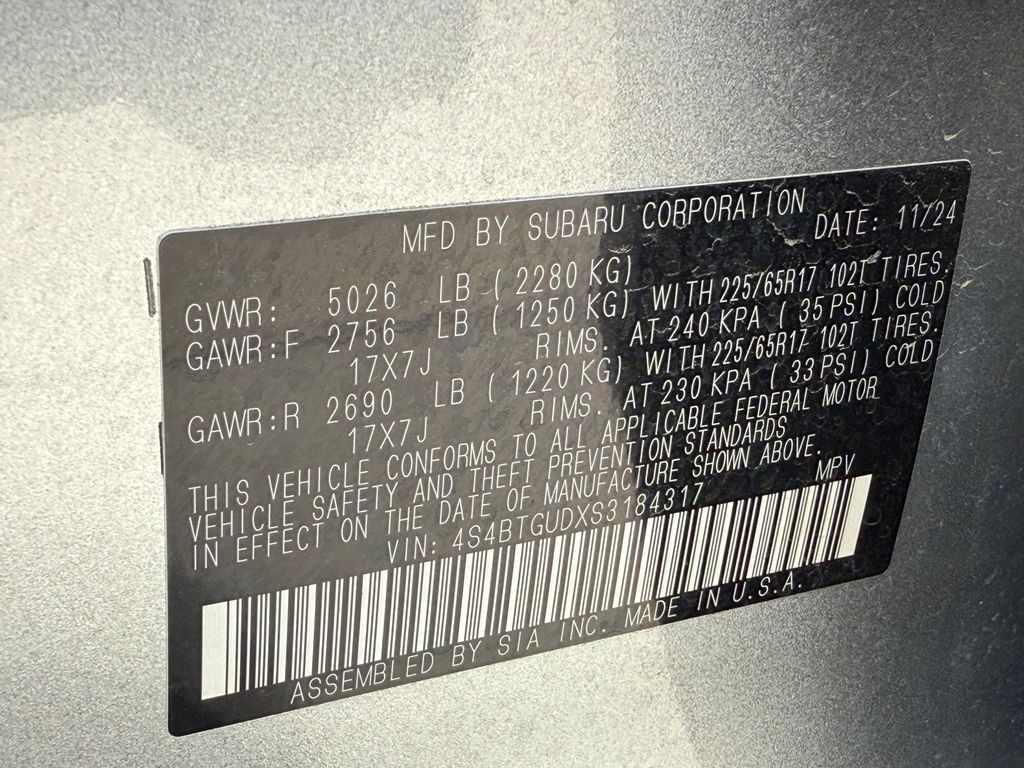 MFD BY SUBARU CORPORATION DATE: 11/24
GVWR: 5026 LB ( 2280 KG)
GAWR:F 2756 LB ( 1250 KG) WITH 225/65R17 102T TIRES.
17X7J RIMS. AT 240 KPA ( 35 PSI) COLD
GAWR:R 2690 LB ( 1220 KG) WITH 225/65R17 102T TIRES.
17X7J RIMS. AT 230 KPA ( 33 PSI) COLD
THIS VEHICLE CONFORMS TO ALL APPLICABLE FEDERAL MOTOR
VEHICLE SAFETY AND THEFT PREVENTION STANDARDS
IN EFFECT ON THE DATE OF MANUFACTURE SHOWN ABOVE.
VIN: 4S4BTGUDXS3184317 MPV
ASSEMBLED BY SIA INC. MADE IN U.S.A.